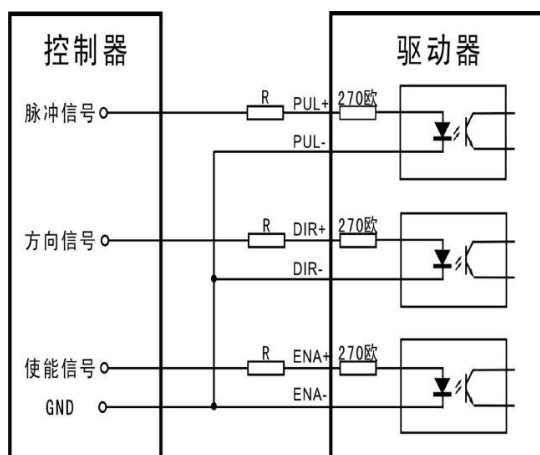 控制器
驱动器
脉冲信号
R
PUL+
270欧
PUL-
方向信号
R
DIR+
270欧
DIR-
使能信号
R
ENA+
270欧
GND
ENA-